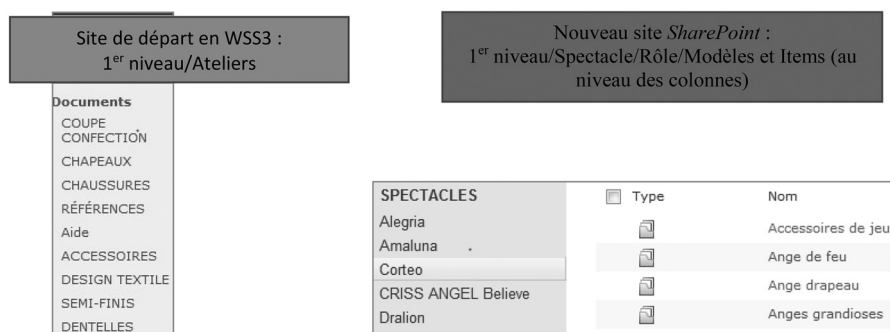 Site de départ en WSS3 :
1er niveau/Ateliers
Documents
COUPE
CONFECTION
CHAPEAUX
CHAUSSURES
RÉFÉRENCES
Aide
ACCESSOIRES
DESIGN TEXTILE
SEMI-FINIS
DENTELLES
Nouveau site SharePoint :
1er niveau/Spectacle/Rôle/Modèles et Items (au
niveau des colonnes)
SPECTACLES
Alegria
Amaluna
Corteo
CRISS ANGEL Believe
Dralion
Type Nom
Accessoires de jeu
Ange de feu
Ange drapeau
Anges grandioses